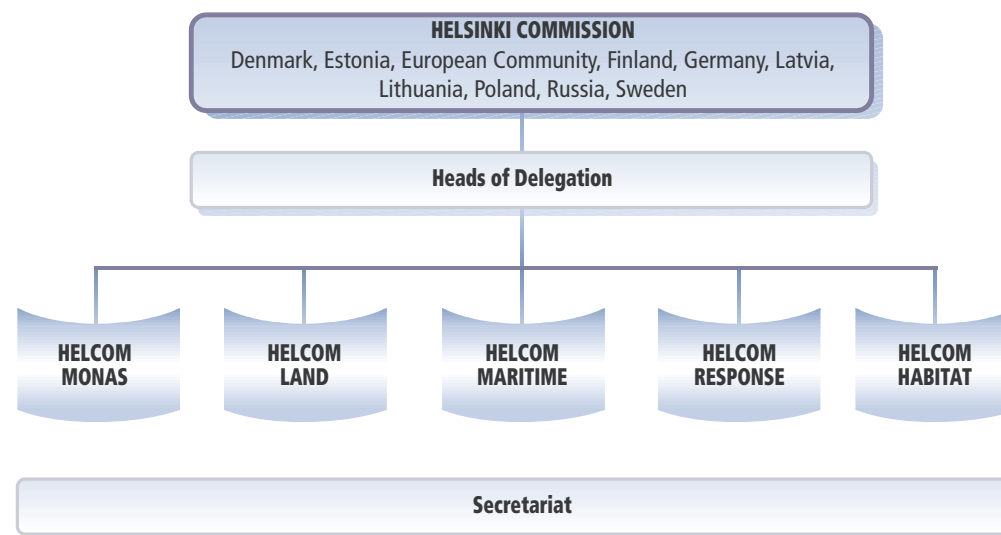 HELSINKI COMMISSION
Denmark, Estonia, European Community, Finland, Germany, Latvia,
Lithuania, Poland, Russia, Sweden
Heads of Delegation
HELCOM
MONAS
HELCOM
LAND
HELCOM
MARITIME
HELCOM
RESPONSE
HELCOM
HABITAT
Secretariat